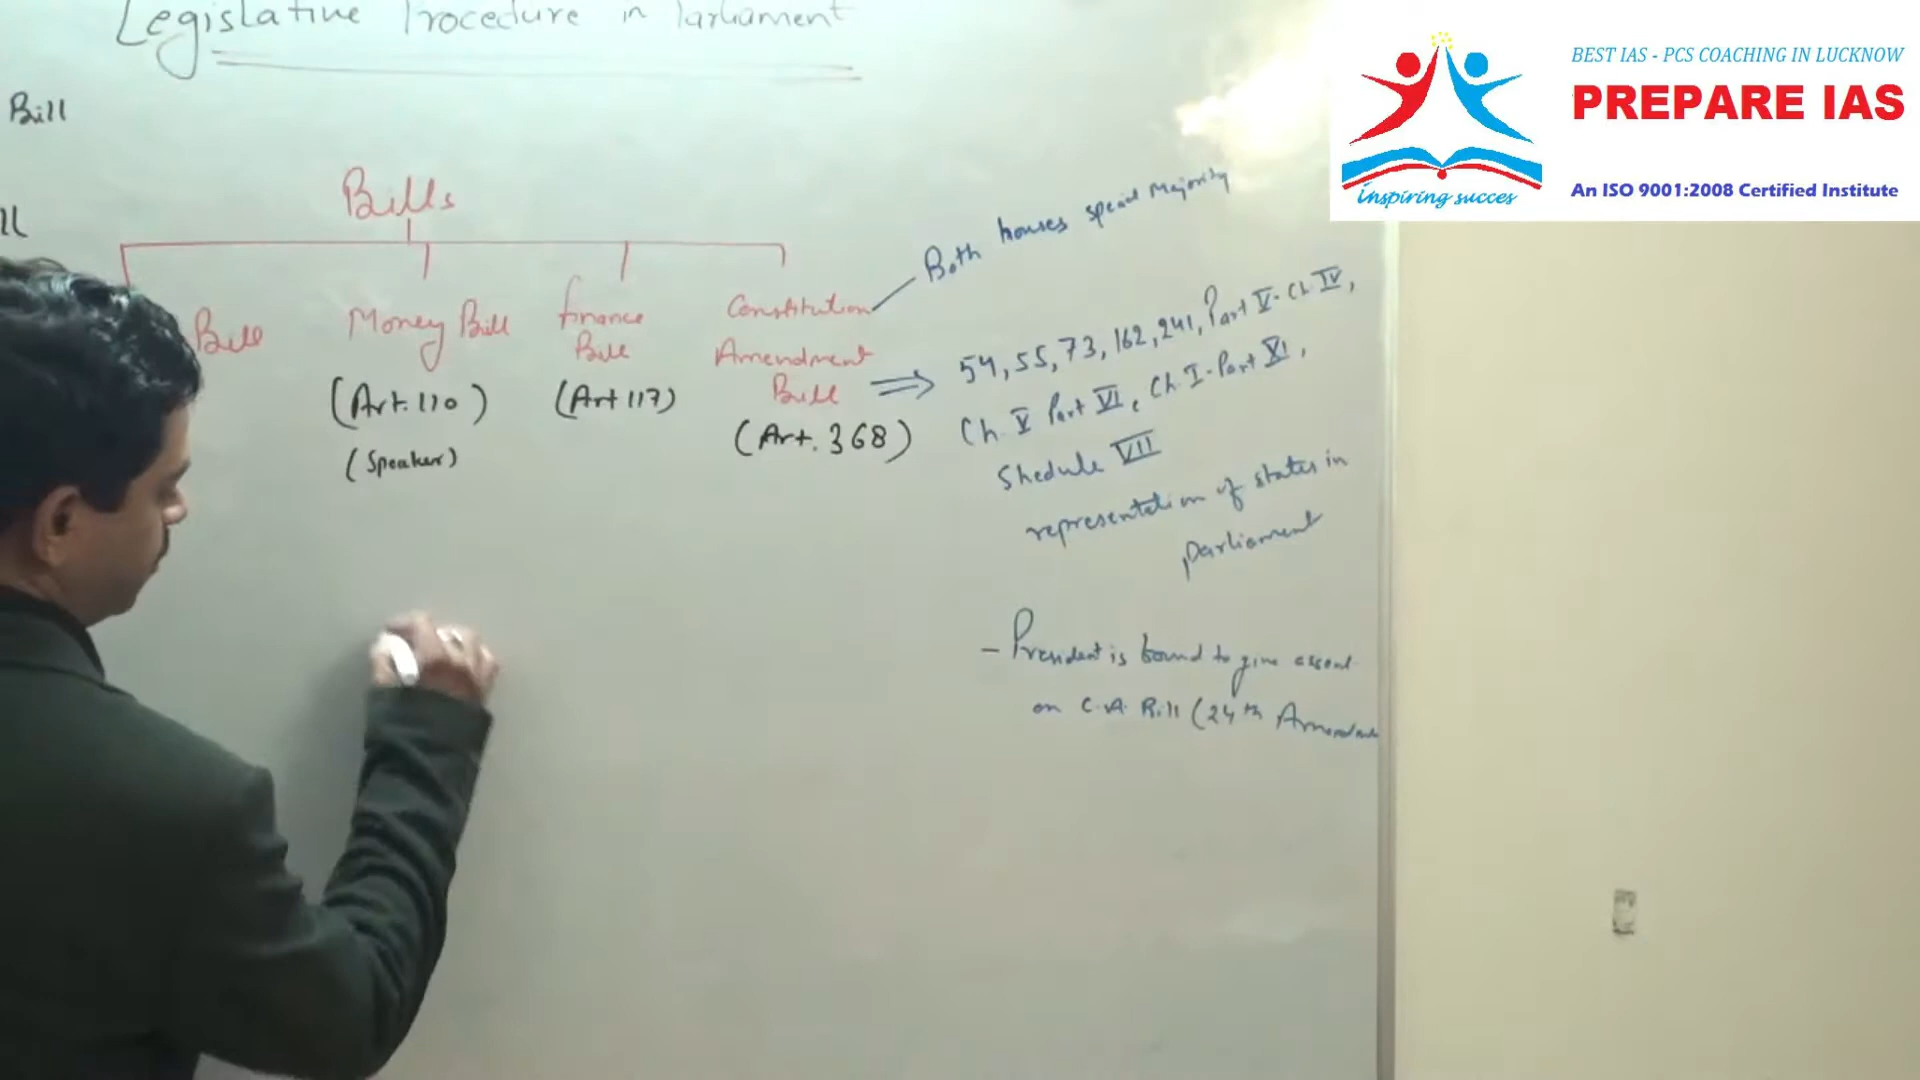 Legislative Procedure in Parliament
Bill
ll
Bills
Bill
Money Bill
(Art. 110)
(Speaker)
finance
Bill
(Art 117)
Constitution
Amendment
Bill
(Art. 368)
Both houses special Majority
⇒ 54, 55, 73, 162, 241, Part V - Ch. IV,
Ch. V Part VI, Ch. I - Part XI,
Shedule VII
representation of states in
parliament
- President is bound to give assent
on C.A. Bill (24th Amendment
BEST IAS - PCS COACHING IN LUCKNOW
PREPARE IAS
An ISO 9001:2008 Certified Institute
inspiring succes